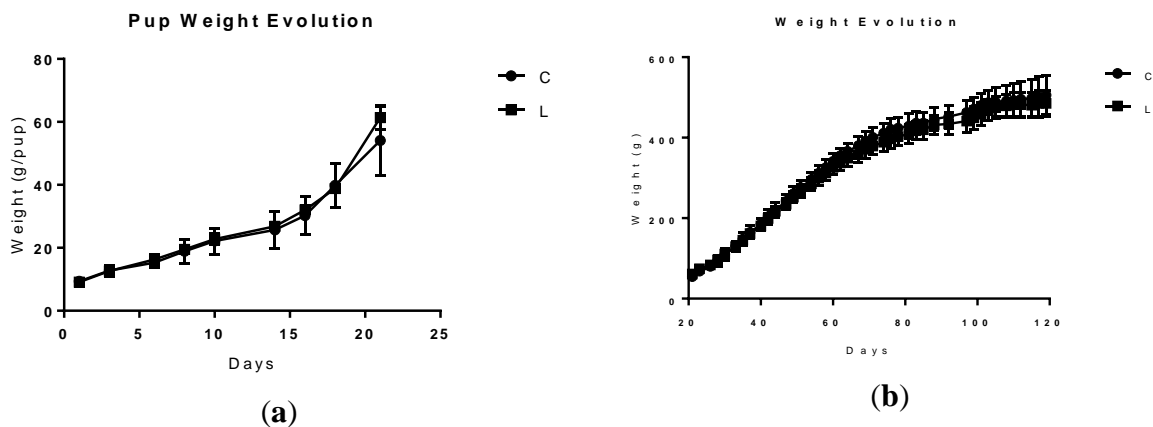 Pup Weight Evolution
80
60
40
20
0
Weight (g/pup)
0 5 10 15 20 25
Days
C
L
(a)
Weight Evolution
600
400
200
0
Weight (g)
20 40 60 80 100 120
Days
C
L
(b)